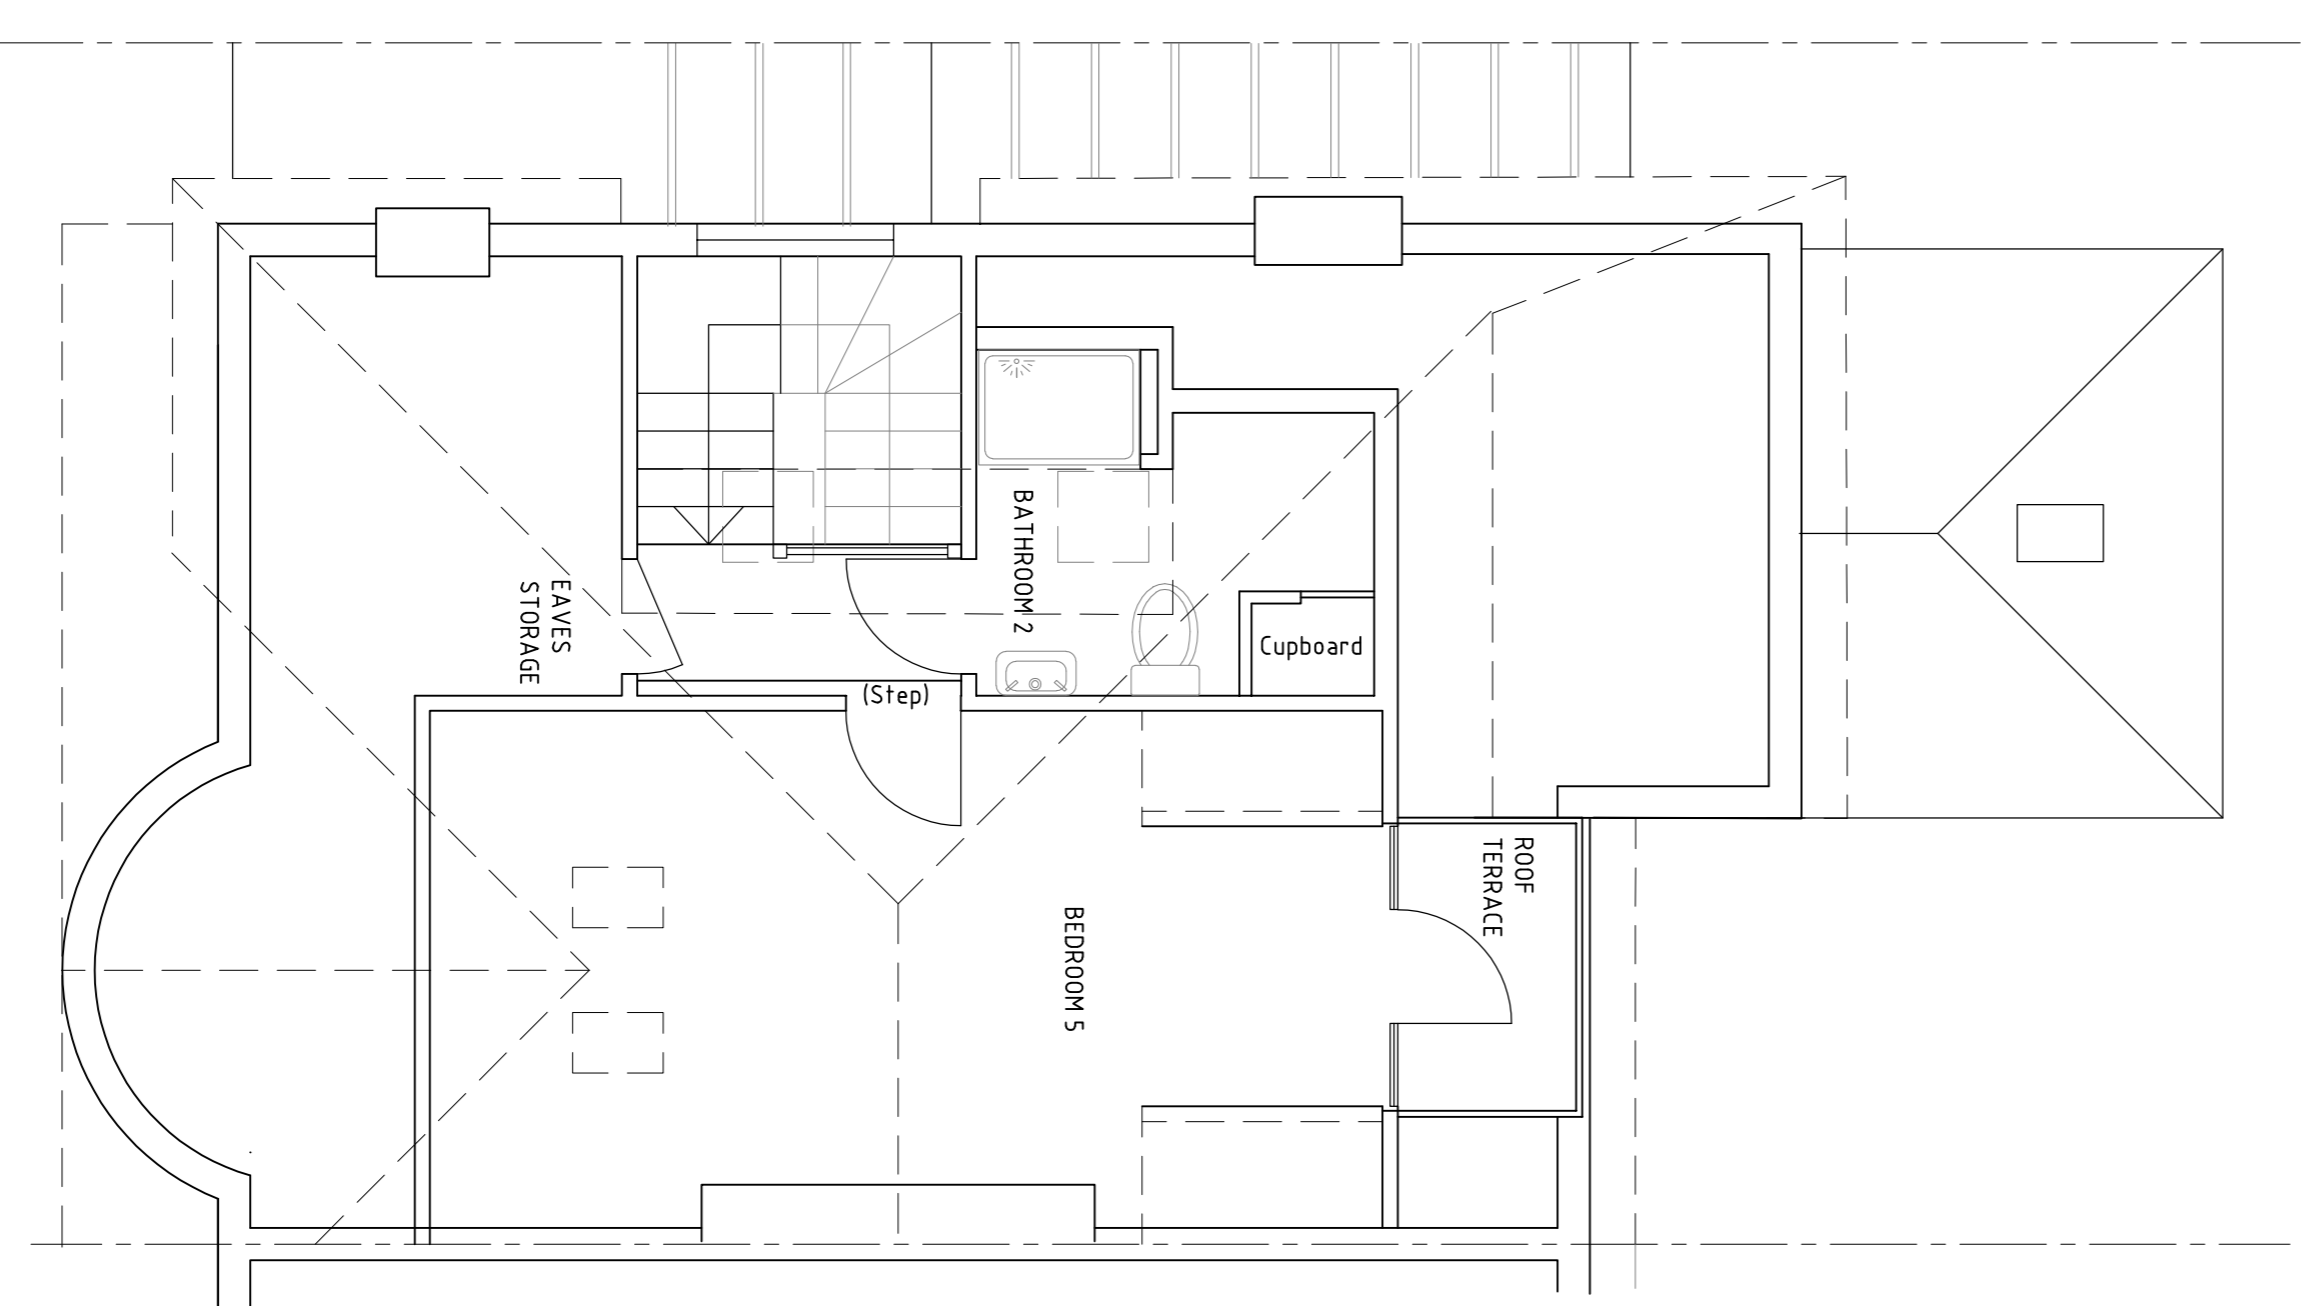 BATHROOM 2
EAVES
STORAGE
Cupboard
(Step)
ROOF
TERRACE
BEDROOM 5